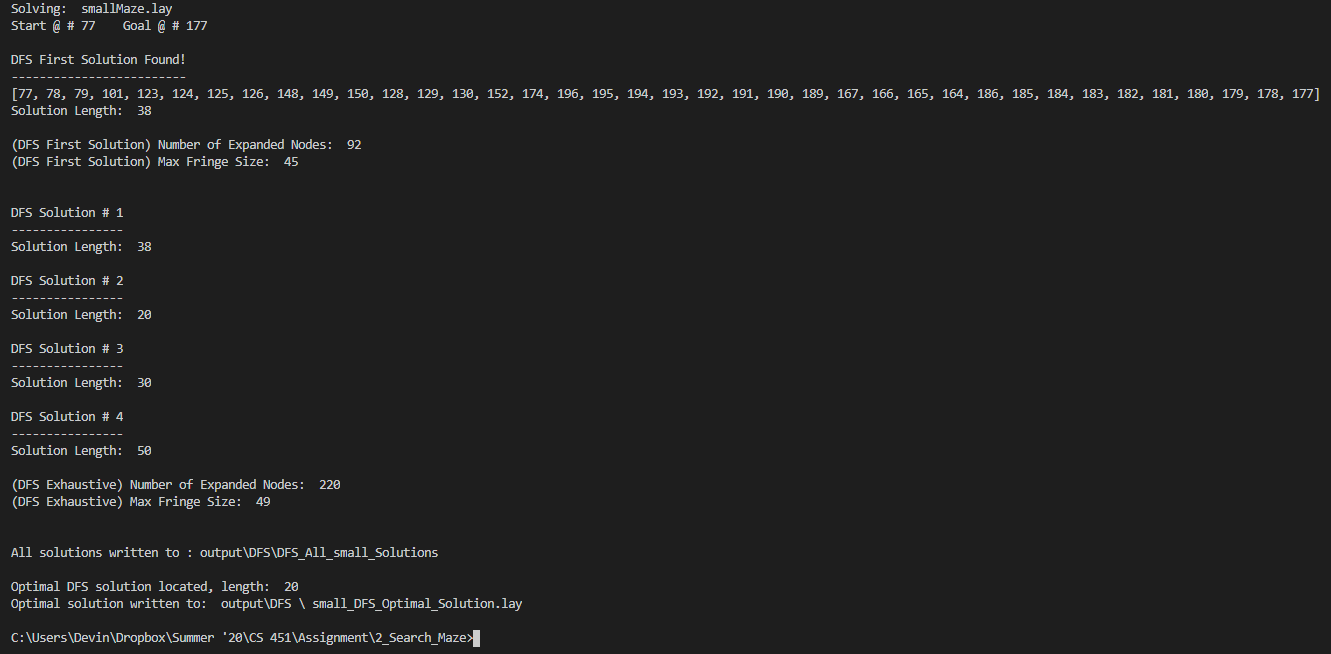 Solving:  smallMaze.lay
Start @ # 77    Goal @ # 177
DFS First Solution Found!
-------------------------
[77, 78, 79, 101, 123, 124, 125, 126, 148, 149, 150, 128, 129, 130, 152, 174, 196, 195, 194, 193, 192, 191, 190, 189, 167, 166, 165, 164, 186, 185, 184, 183, 182, 181, 180, 179, 178, 177]
Solution Length:  38
(DFS First Solution) Number of Expanded Nodes:  92
(DFS First Solution) Max Fringe Size:  45
DFS Solution # 1
----------------
Solution Length:  38
DFS Solution # 2
----------------
Solution Length:  20
DFS Solution # 3
----------------
Solution Length:  30
DFS Solution # 4
----------------
Solution Length:  50
(DFS Exhaustive) Number of Expanded Nodes:  220
(DFS Exhaustive) Max Fringe Size:  49
All solutions written to : output\DFS\DFS_All_small_Solutions
Optimal DFS solution located, length:  20
Optimal solution written to:  output\DFS \ small_DFS_Optimal_Solution.lay
C:\Users\Devin\Dropbox\Summer '20\CS 451\Assignment\2_Search_Maze>